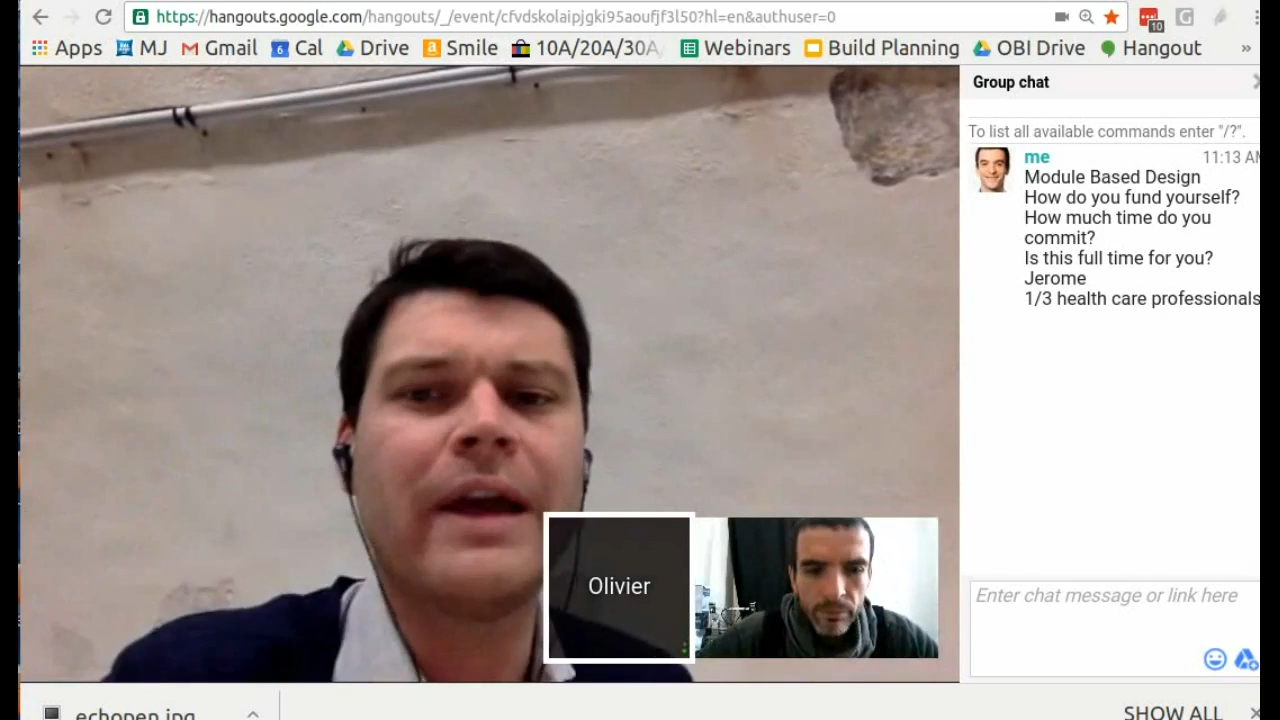 https://hangouts.google.com/hangouts/_/event/cfvdskolaipjgki95aoufjf3l50?hl=en&authuser=0
10
Apps MJ Gmail Cal Drive Smile 10A/20A/30A Webinars Build Planning OBI Drive Hangout »
6
Group chat
To list all available commands enter "/?".
me 11:13 AM
Module Based Design
How do you fund yourself?
How much time do you
commit?
Is this full time for you?
Jerome
1/3 health care professionals
Olivier
Enter chat message or link here
echopen.jpg
SHOW ALL